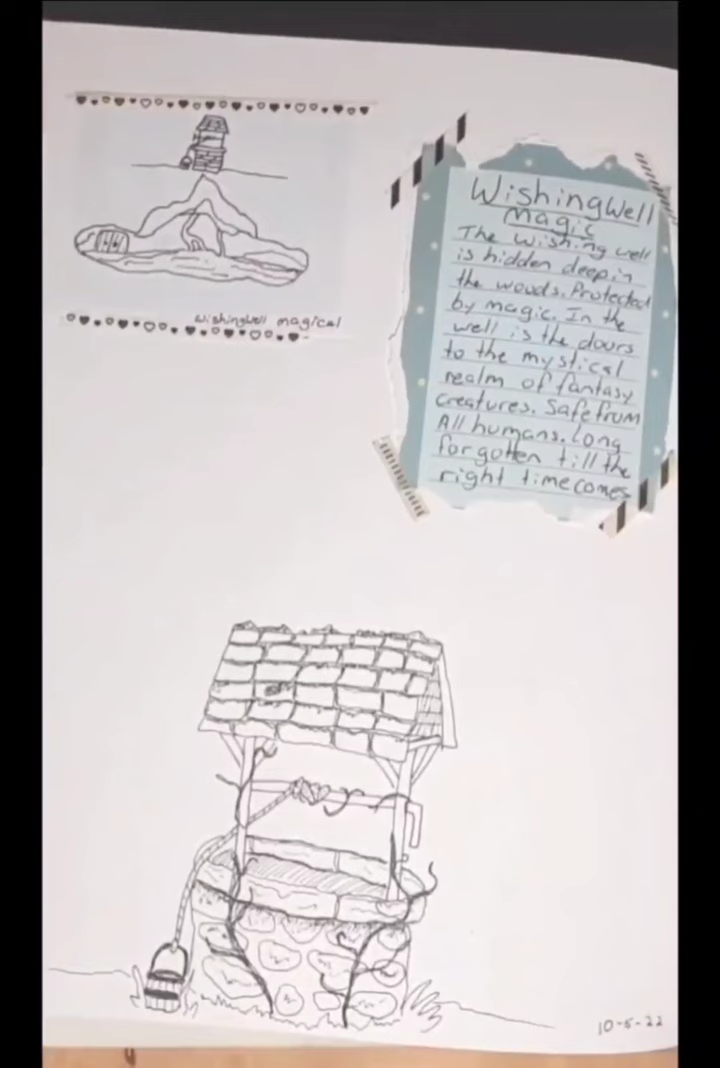 Wishingwell magical
WishingWell
magic
The Wishing well
is hidden deep in
the woods. Protected
by magic. In the
well is the doors
to the mystical
realm of fantasy
creatures. Safe from
All humans. Long
forgotten till the
right time comes
10-5-22